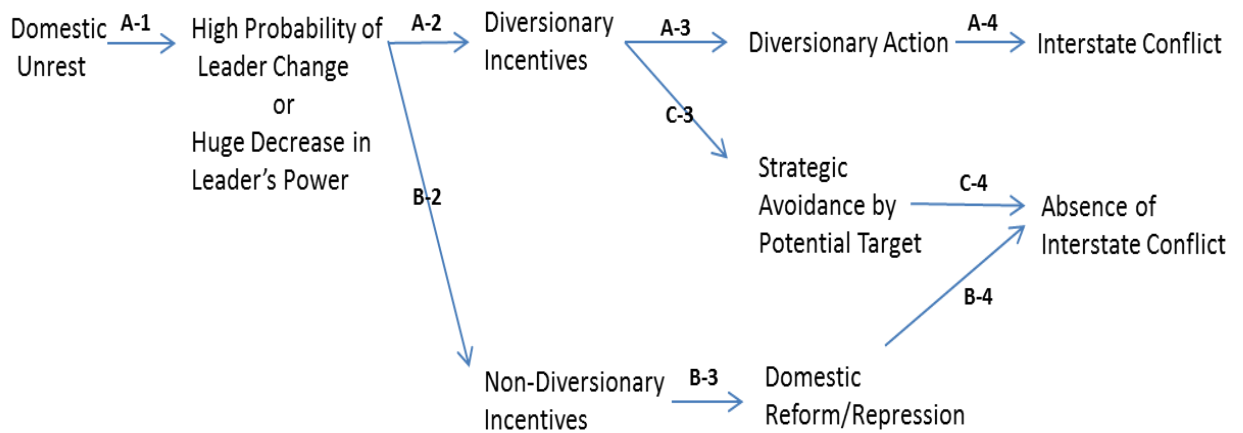 Domestic
Unrest
A-1
High Probability of
Leader Change
or
Huge Decrease in
Leader's Power
A-2
Diversionary
Incentives
A-3
Diversionary Action
A-4
Interstate Conflict
C-3
Strategic
Avoidance by
Potential Target
C-4
Absence of
Interstate Conflict
B-2
B-4
Non-Diversionary
Incentives
B-3
Domestic
Reform/Repression